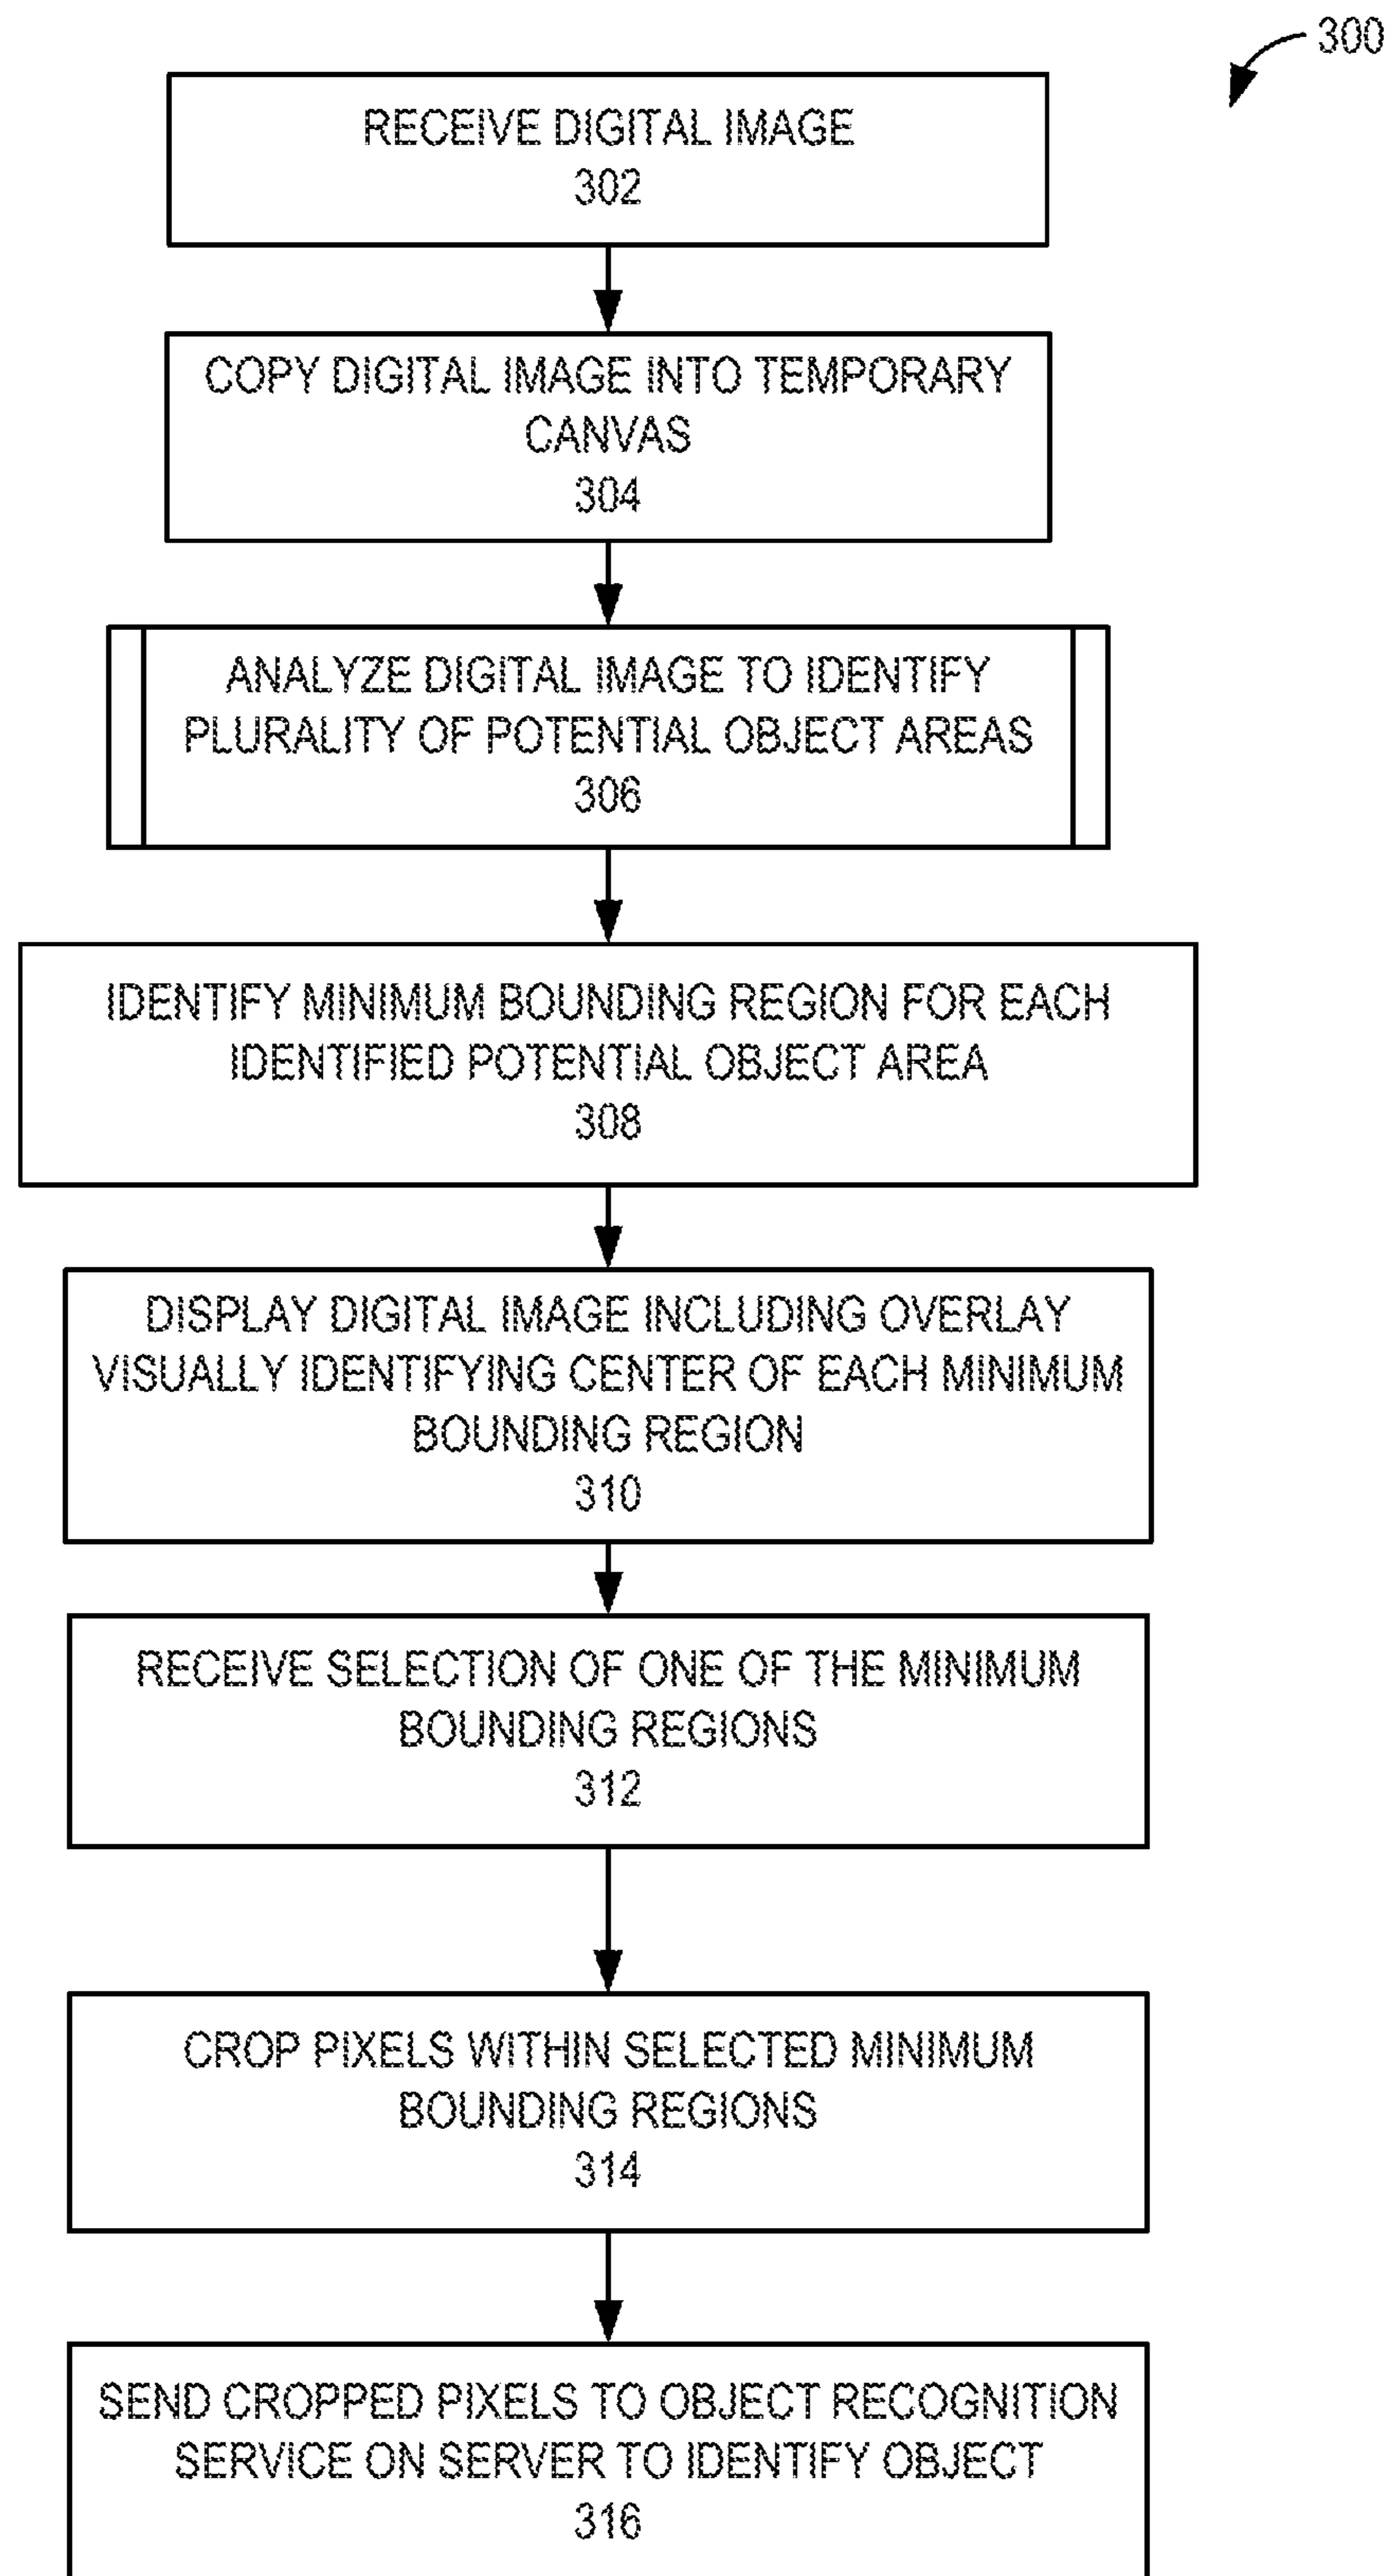 300
RECEIVE DIGITAL IMAGE
302
COPY DIGITAL IMAGE INTO TEMPORARY
CANVAS
304
ANALYZE DIGITAL IMAGE TO IDENTIFY
PLURALITY OF POTENTIAL OBJECT AREAS
306
IDENTIFY MINIMUM BOUNDING REGION FOR EACH
IDENTIFIED POTENTIAL OBJECT AREA
308
DISPLAY DIGITAL IMAGE INCLUDING OVERLAY
VISUALLY IDENTIFYING CENTER OF EACH MINIMUM
BOUNDING REGION
310
RECEIVE SELECTION OF ONE OF THE MINIMUM
BOUNDING REGIONS
312
CROP PIXELS WITHIN SELECTED MINIMUM
BOUNDING REGIONS
314
SEND CROPPED PIXELS TO OBJECT RECOGNITION
SERVICE ON SERVER TO IDENTIFY OBJECT
316